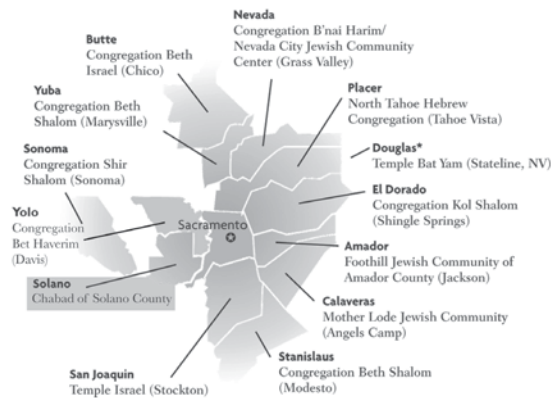 Nevada
Congregation B'nai Harim/
Nevada City Jewish Community
Center (Grass Valley)
Butte
Congregation Beth
Israel (Chico)
Yuba
Congregation Beth
Shalom (Marysville)
Placer
North Tahoe Hebrew
Congregation (Tahoe Vista)
Sonoma
Congregation Shir
Shalom (Sonoma)
Douglas*
Temple Bat Yam (Stateline, NV)
El Dorado
Congregation Kol Shalom
(Shingle Springs)
Yolo
Congregation
Bet Haverim
(Davis)
Sacramento
Amador
Foothill Jewish Community of
Amador County (Jackson)
Solano
Chabad of Solano County
Calaveras
Mother Lode Jewish Community
(Angels Camp)
Stanislaus
Congregation Beth Shalom
(Modesto)
San Joaquin
Temple Israel (Stockton)